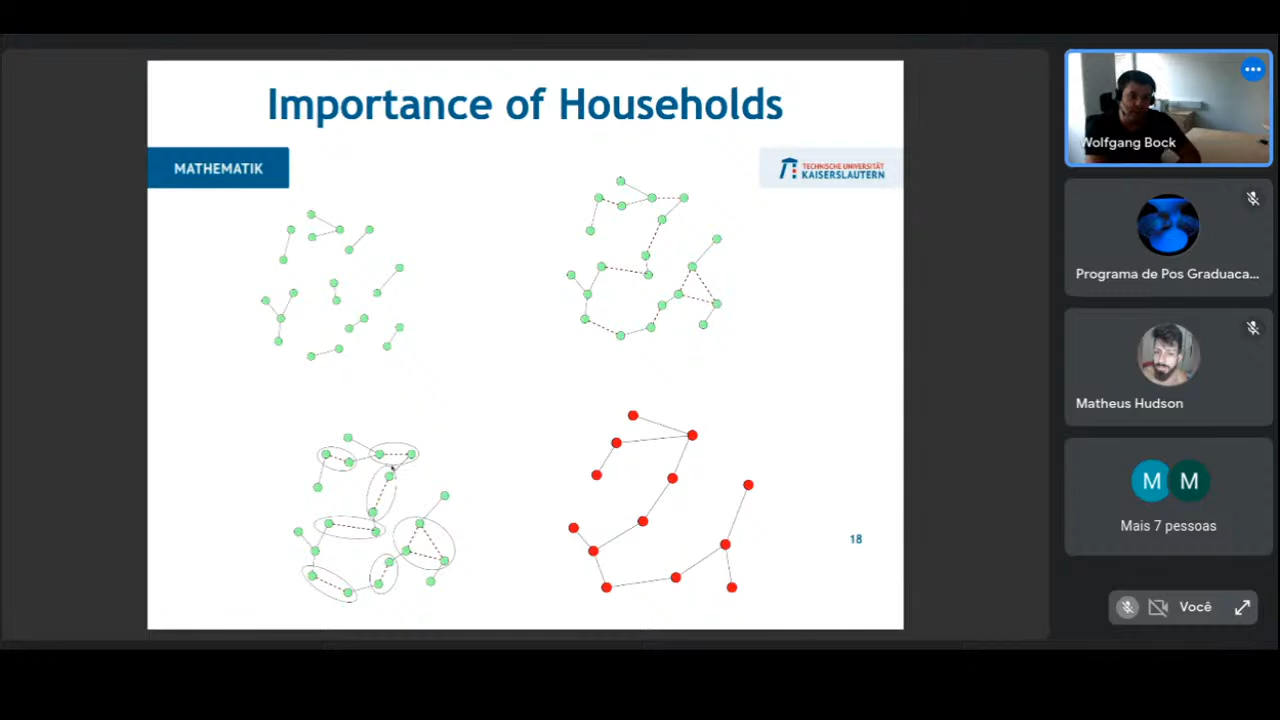 Importance of Households
MATHEMATIK
TECHNISCHE UNIVERSITÄT
KAISERSLAUTERN
18
Wolfgang Bock
Programa de Pos Graduaca...
Matheus Hudson
M M
Mais 7 pessoas
Você